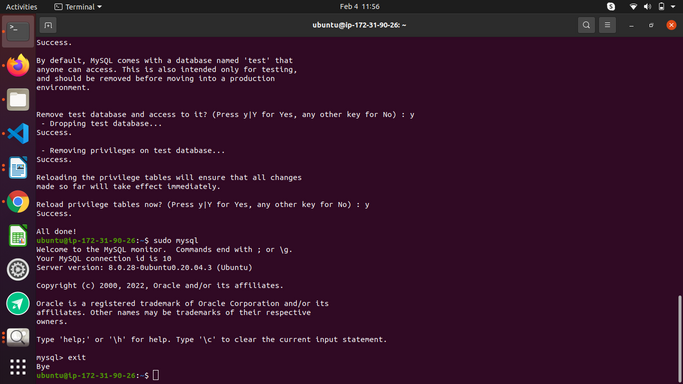 Activities
Terminal
Feb 4 11:56
ubuntu@ip-172-31-90-26: ~
Success.
By default, MySQL comes with a database named 'test' that
anyone can access. This is also intended only for testing,
and should be removed before moving into a production
environment.
Remove test database and access to it? (Press y|Y for Yes, any other key for No) : y
- Dropping test database...
Success.
- Removing privileges on test database...
Success.
Reloading the privilege tables will ensure that all changes
made so far will take effect immediately.
Reload privilege tables now? (Press y|Y for Yes, any other key for No) : y
Success.
All done!
ubuntu@ip-172-31-90-26:~$ sudo mysql
Welcome to the MySQL monitor.  Commands end with ; or \g.
Your MySQL connection id is 10
Server version: 8.0.28-0ubuntu0.20.04.3 (Ubuntu)
Copyright (c) 2000, 2022, Oracle and/or its affiliates.
Oracle is a registered trademark of Oracle Corporation and/or its
affiliates. Other names may be trademarks of their respective
owners.
Type 'help;' or '\h' for help. Type '\c' to clear the current input statement.
mysql> exit
Bye
ubuntu@ip-172-31-90-26:~$